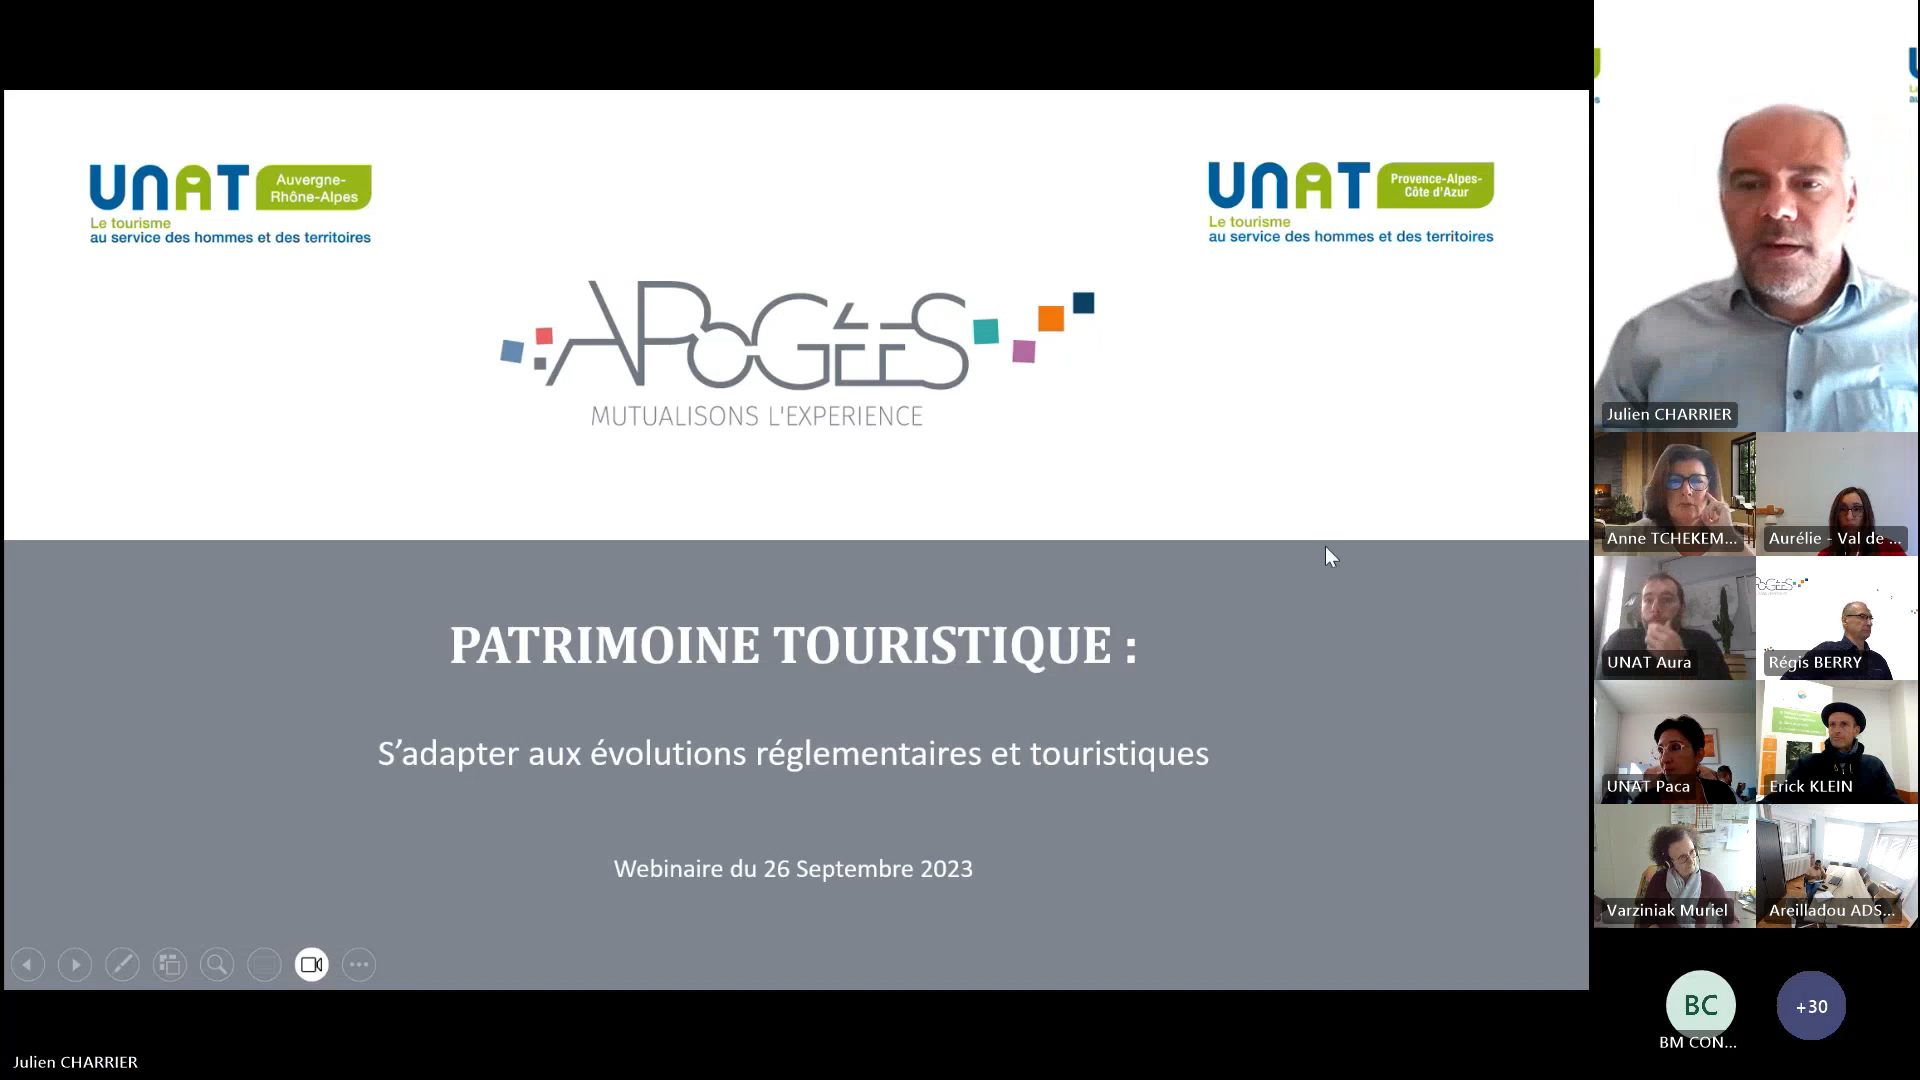 UNAT
Auvergne-
Rhône-Alpes
Le tourisme
au service des hommes et des territoires
UNAT
Provence-Alpes-
Côte d'Azur
Le tourisme
au service des hommes et des territoires
APOGÉES
MUTUALISONS L'EXPERIENCE
PATRIMOINE TOURISTIQUE :
S’adapter aux évolutions réglementaires et touristiques
Webinaire du 26 Septembre 2023
Julien CHARRIER
Julien CHARRIER
Anne TCHEKEM...
Aurélie - Val de ...
UNAT Aura
Régis BERRY
UNAT Paca
Erick KLEIN
Varziniak Muriel
Areilladou ADS...
BC
BM CON...
+30